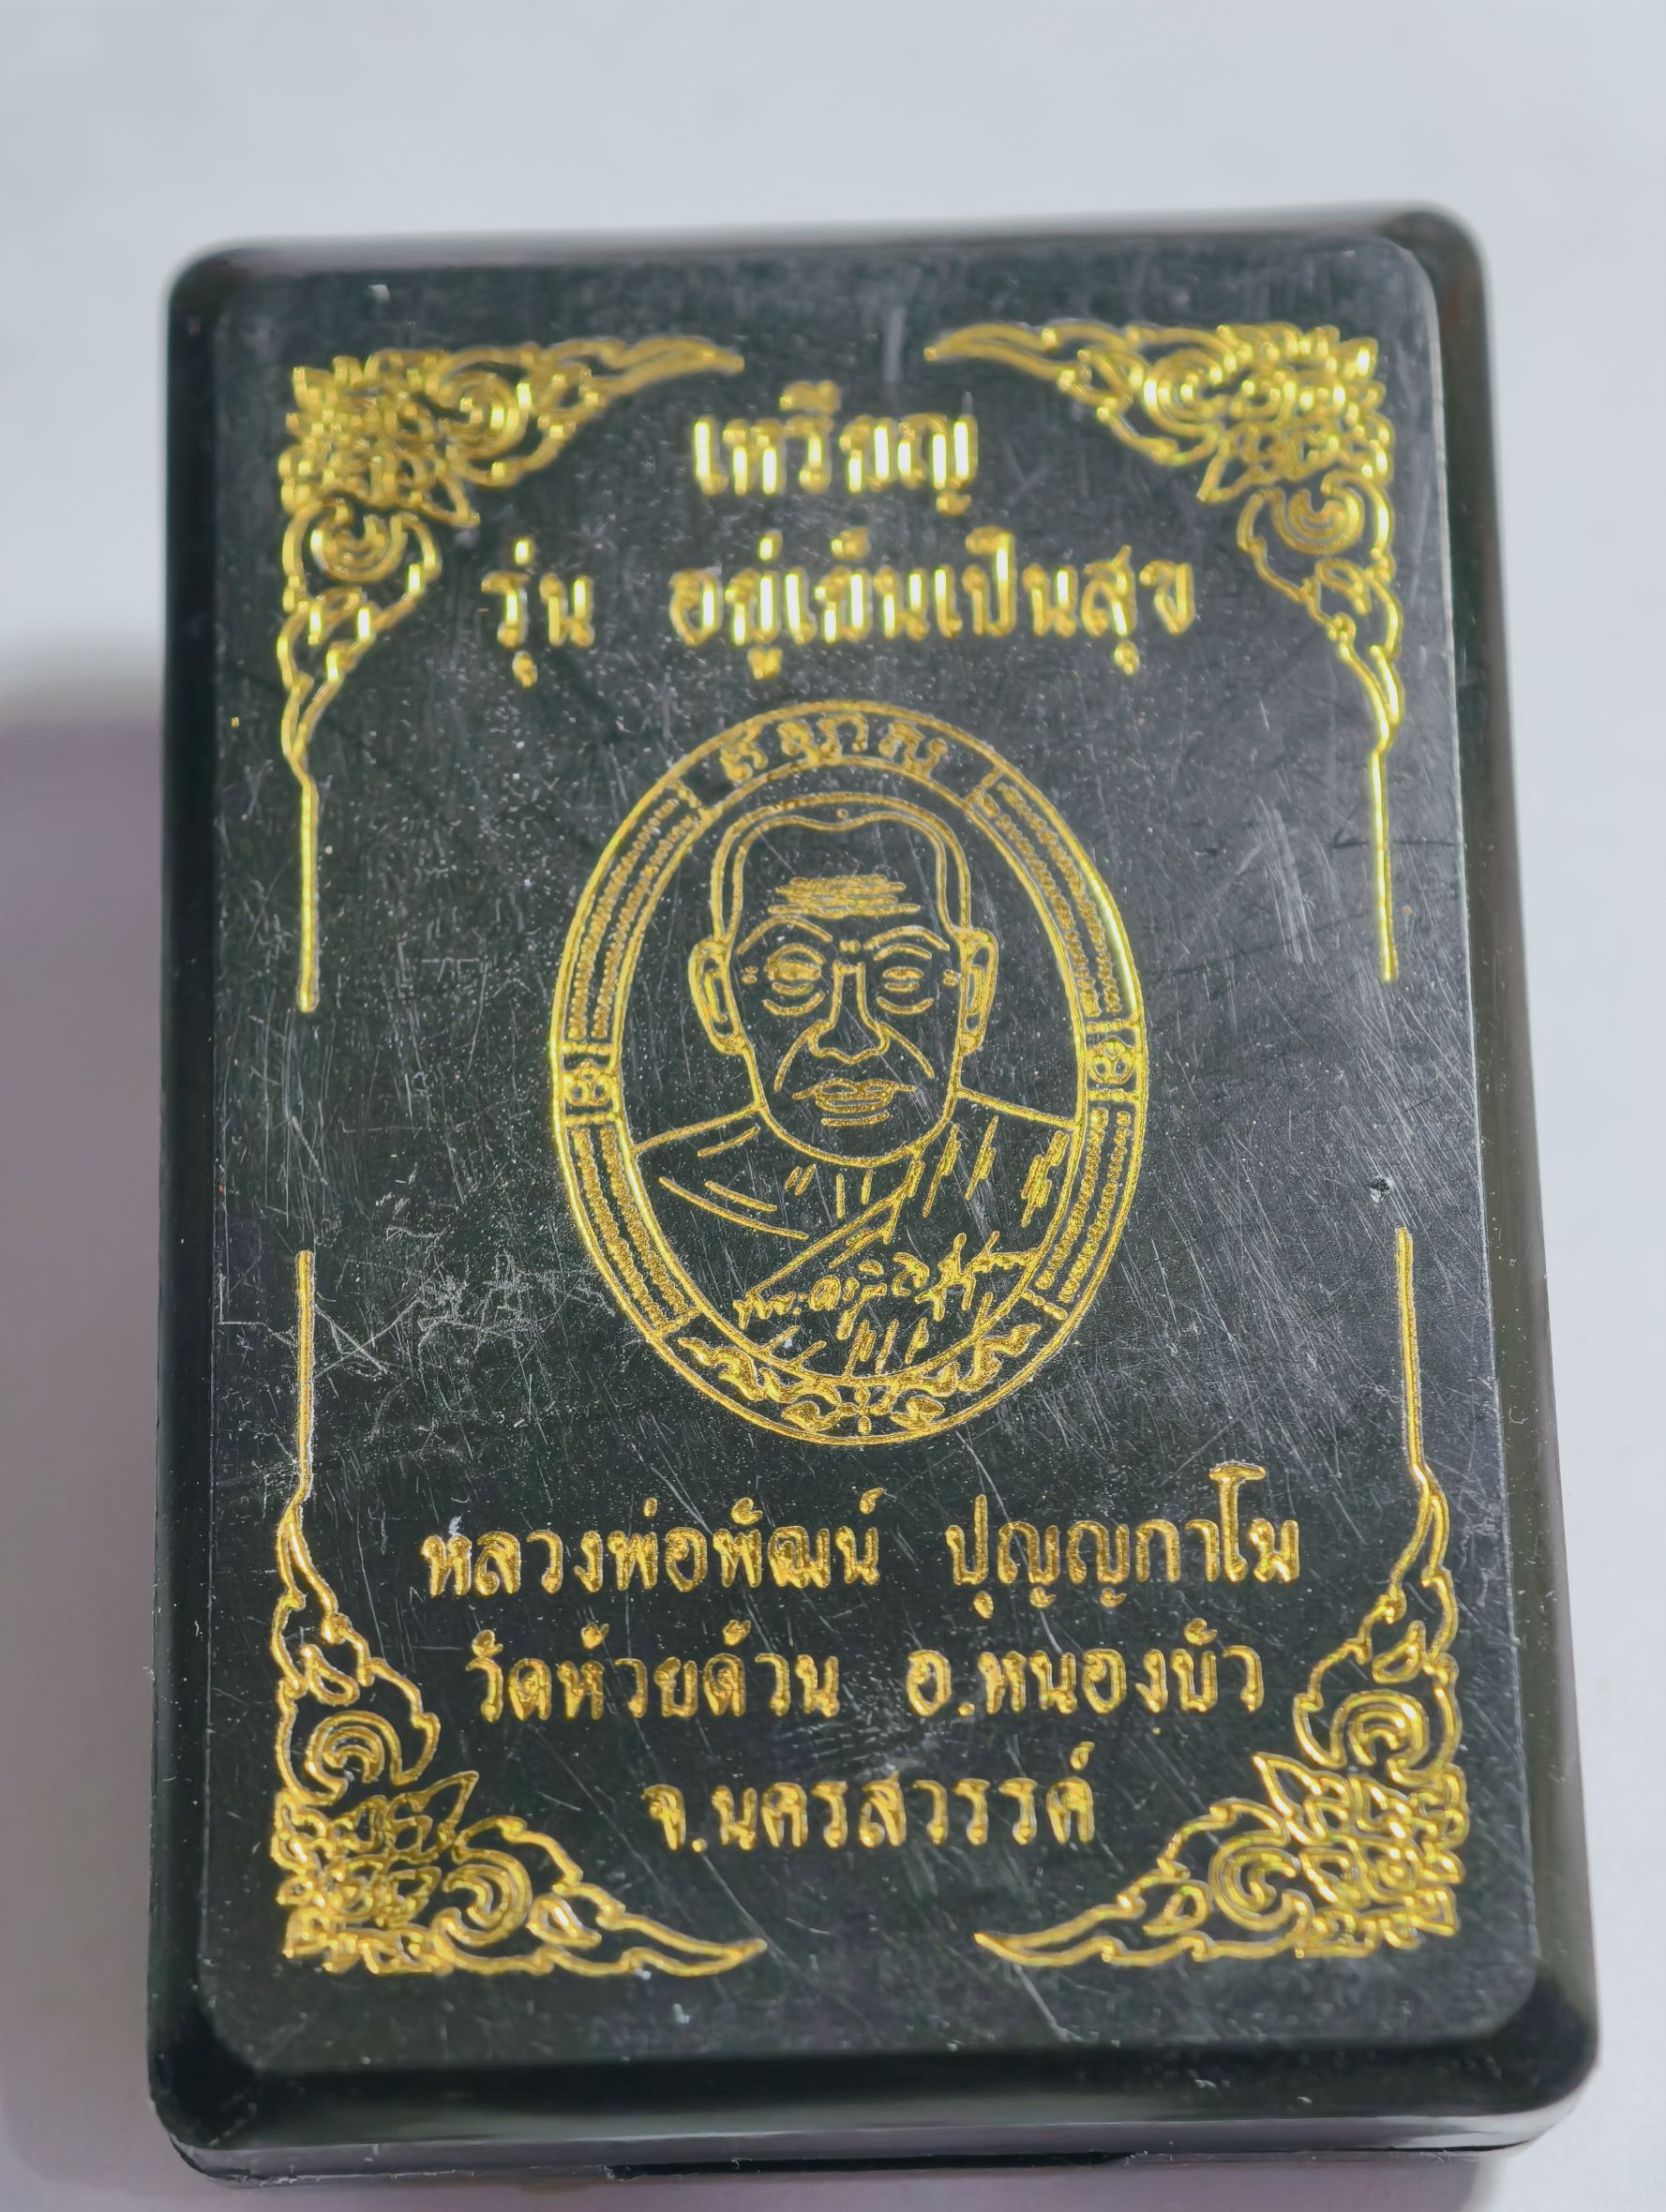 เหรียญ
รุ่น อยู่เย็นเป็นสุข
หลวงพ่อพัฒน์ ปุญญกาโม
วัดห้วยด้วน อ.หนองบัว
จ.นครสวรรค์